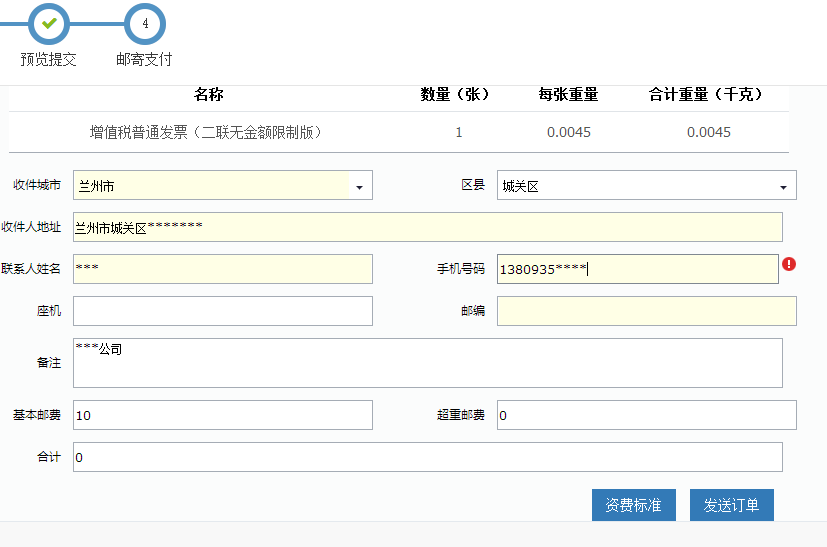 4
预览提交 邮寄支付
名称 数量（张） 每张重量 合计重量（千克）
增值税普通发票（二联无金额限制版） 1 0.0045 0.0045
收件城市 兰州市 区县 城关区
收件人地址 兰州市城关区*******
联系人姓名 *** 手机号码 1380935****
座机 邮编
备注 ***公司
基本邮费 10 超重邮费 0
合计 0
资费标准 发送订单